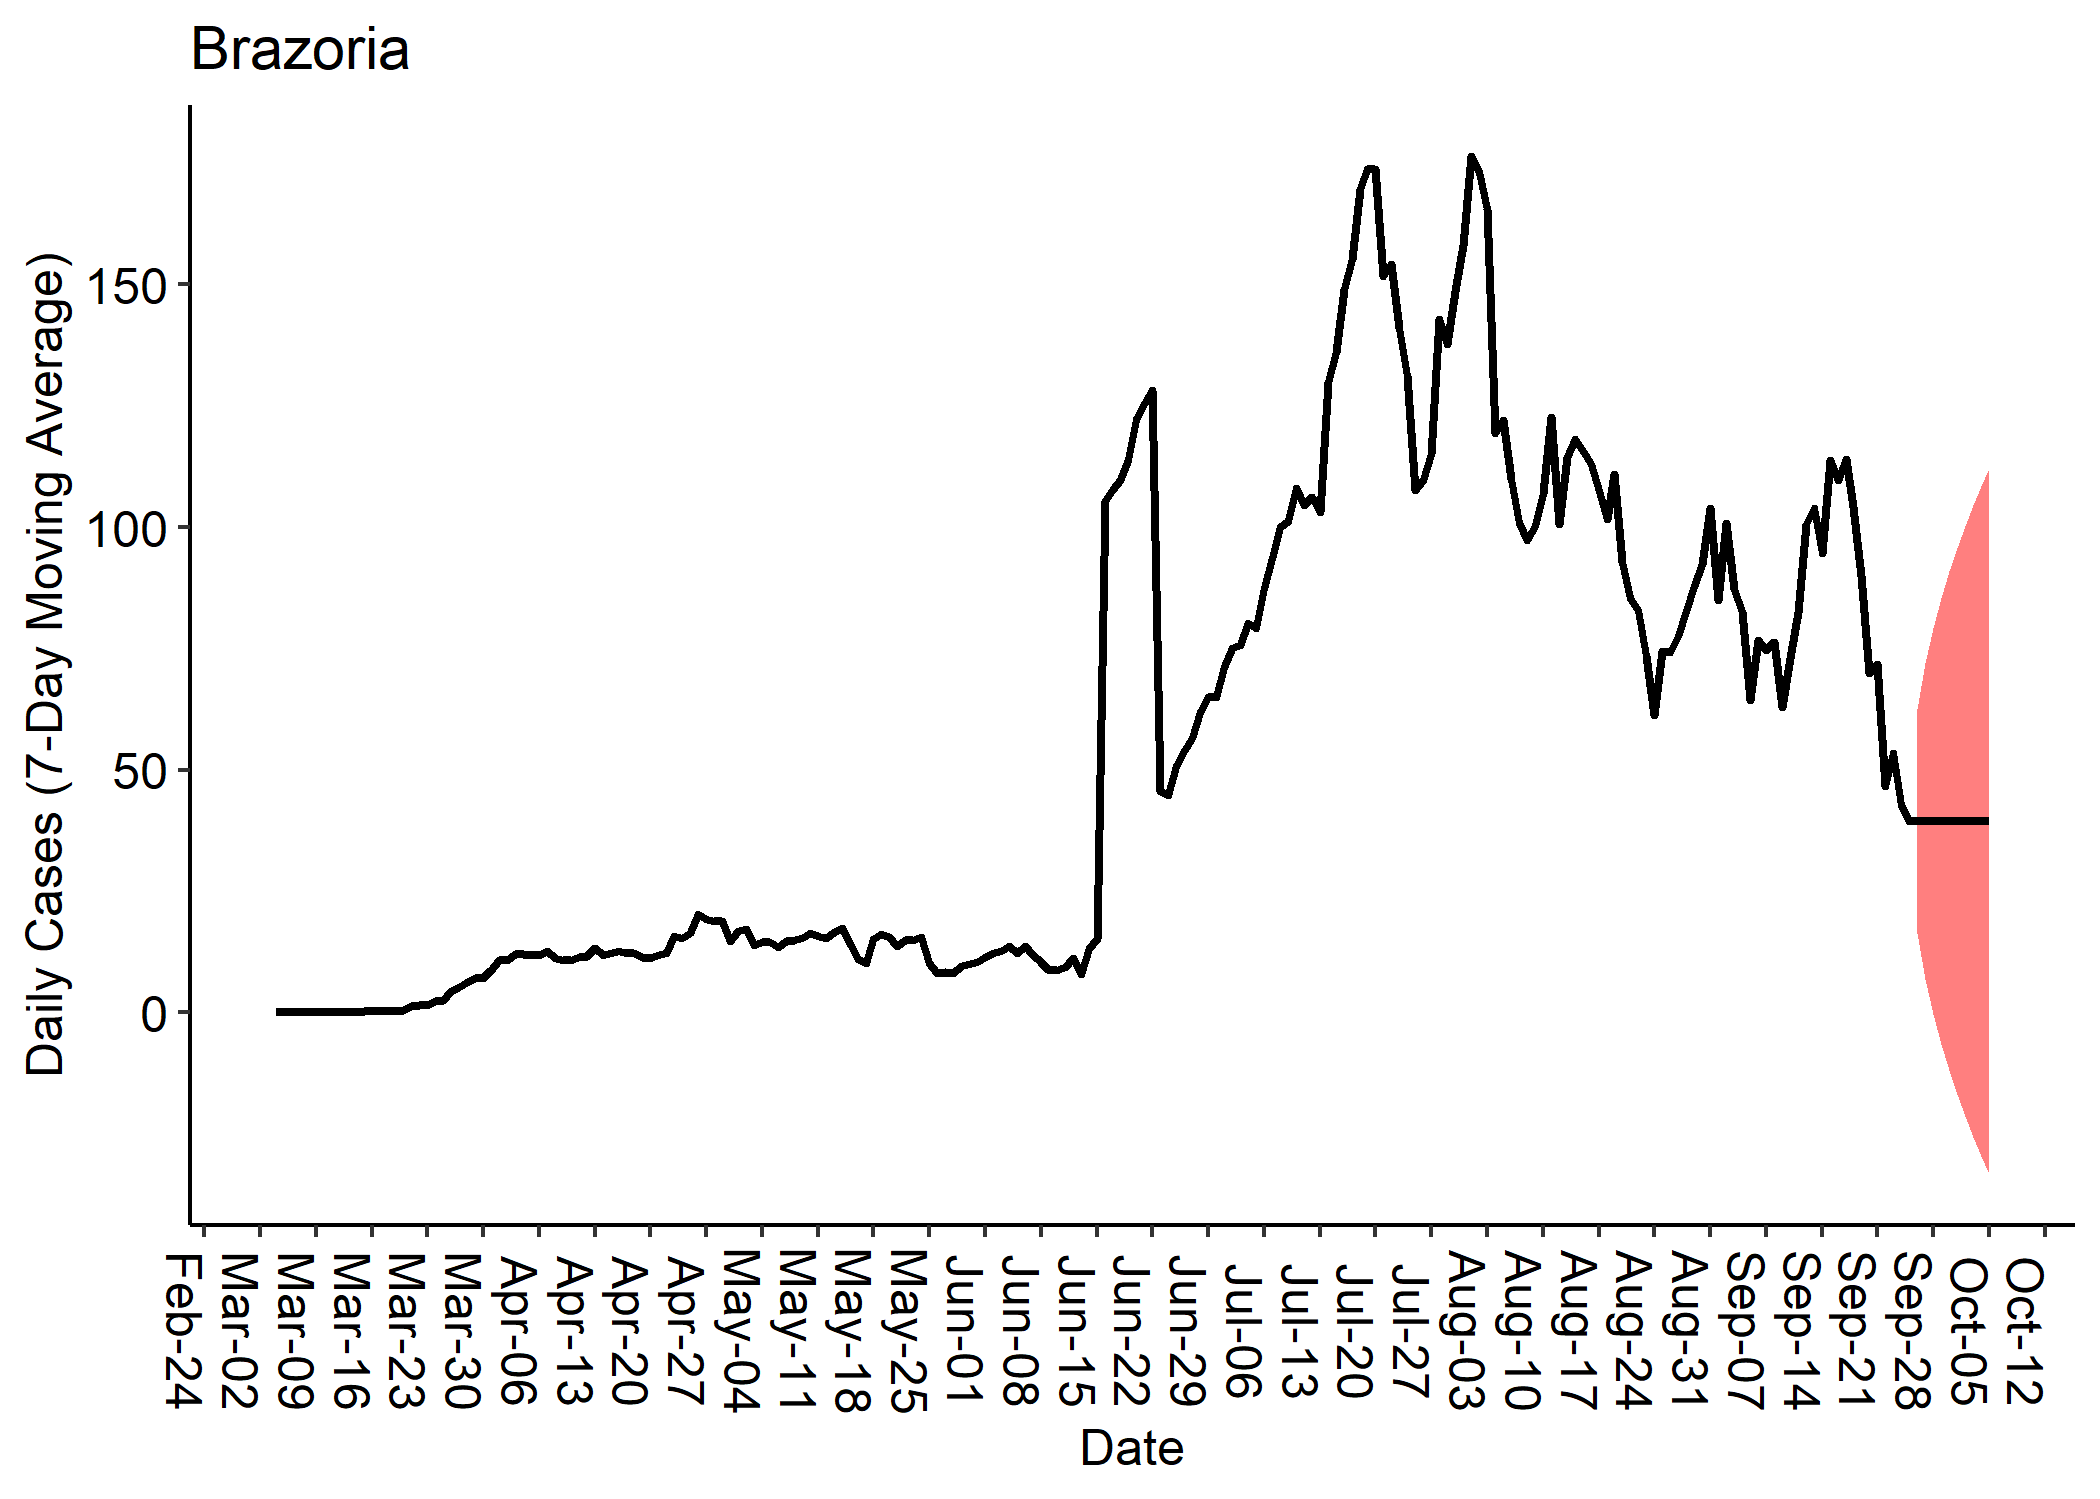 Brazoria
Daily Cases (7-Day Moving Average)
150
100
50
0
Feb-24
Mar-02
Mar-09
Mar-16
Mar-23
Mar-30
Apr-06
Apr-13
Apr-20
Apr-27
May-04
May-11
May-18
May-25
Jun-01
Jun-08
Jun-15
Jun-22
Jun-29
Jul-06
Jul-13
Jul-20
Jul-27
Aug-03
Aug-10
Aug-17
Aug-24
Aug-31
Sep-07
Sep-14
Sep-21
Sep-28
Oct-05
Oct-12
Date